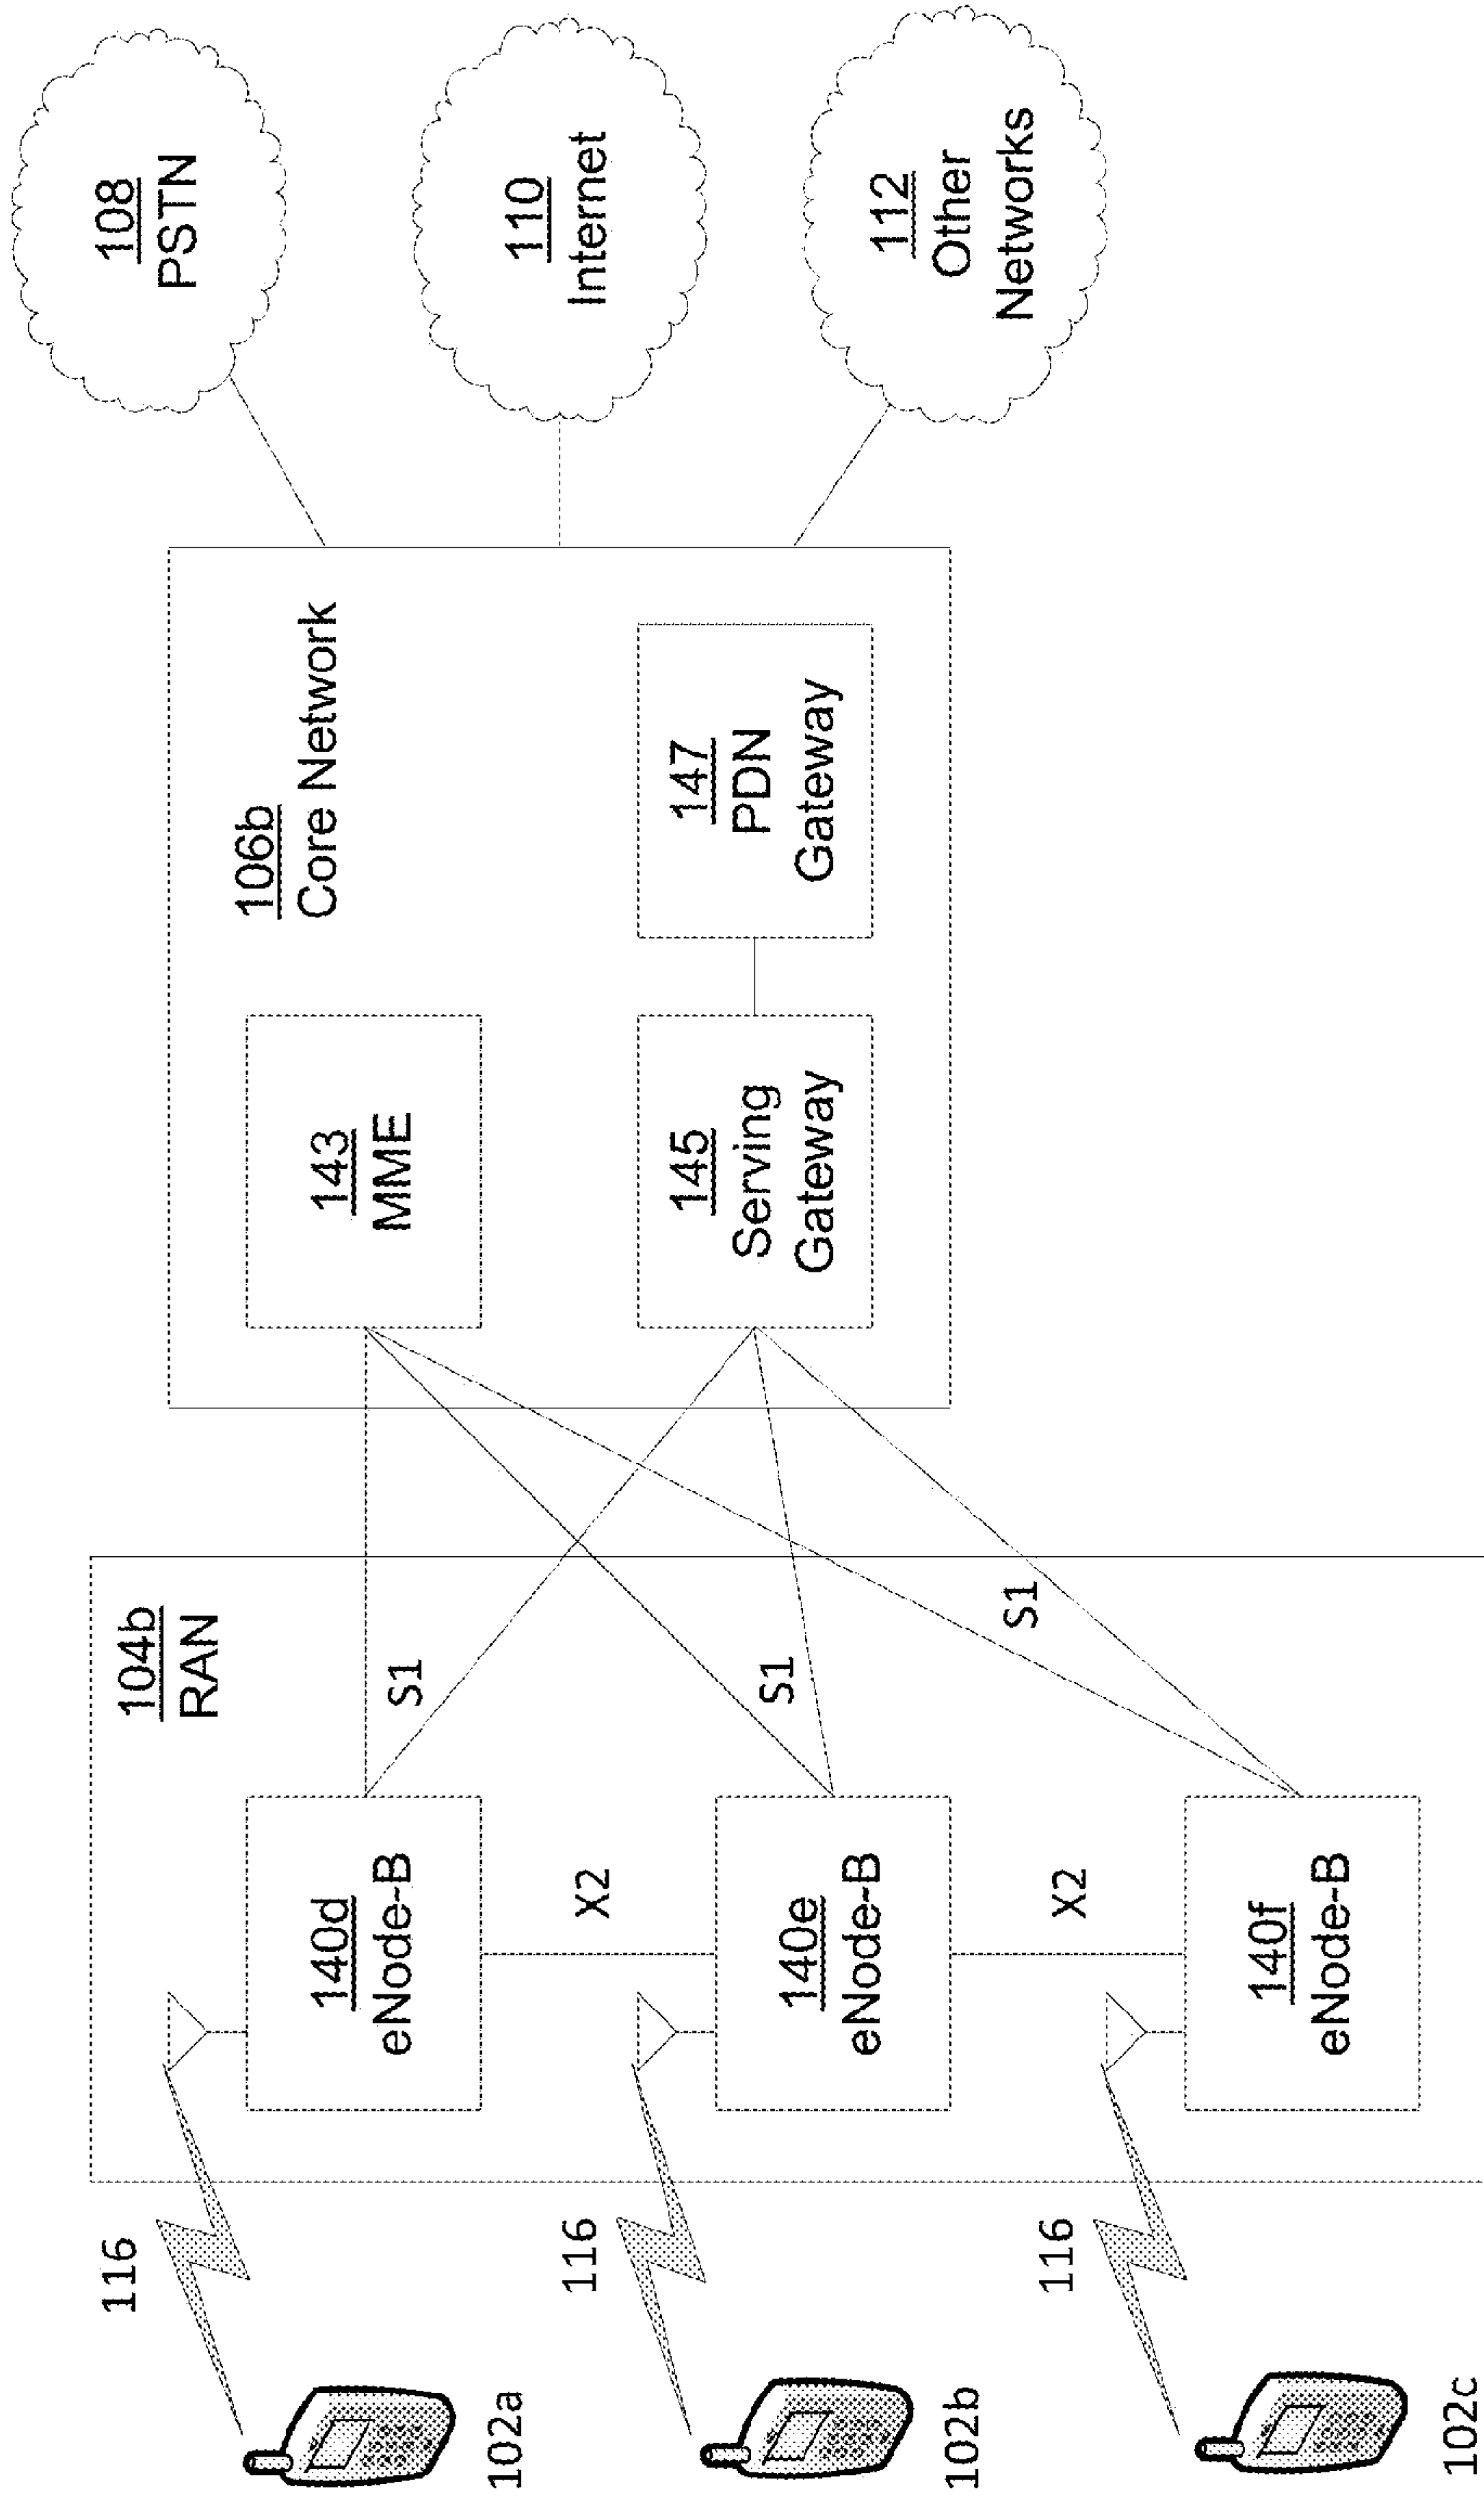 116
102a
116
102b
116
102c
104b
RAN
140d
eNode-B
S1
X2
140e
eNode-B
S1
X2
140f
eNode-B
S1
106b
Core Network
143
MME
145
Serving
Gateway
147
PDN
Gateway
108
PSTN
110
Internet
112
Other
Networks